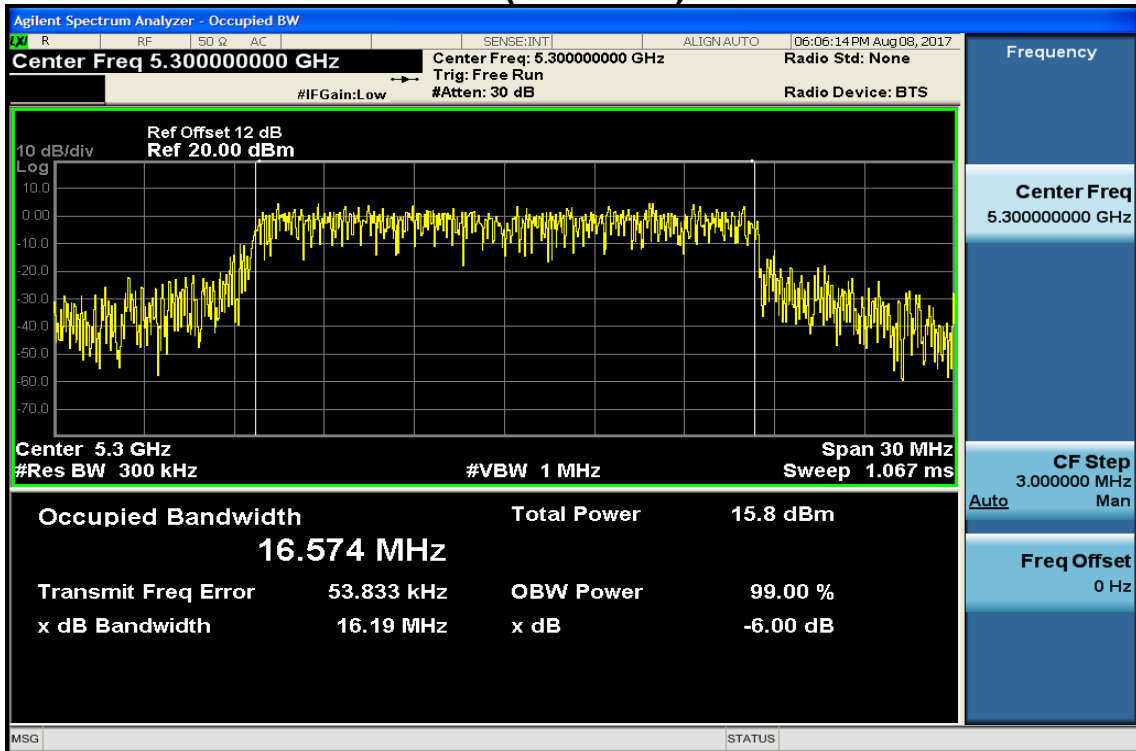 Agilent Spectrum Analyzer - Occupied BW
LXI R RF 50 Ω AC SENSE:INT ALIGN AUTO 06:06:14 PM Aug 08, 2017
Center Freq 5.300000000 GHz
Center Freq: 5.300000000 GHz
Radio Std: None
Trig: Free Run
#IFGain:Low
#Atten: 30 dB
Radio Device: BTS
Frequency
Ref Offset 12 dB
10 dB/div Ref 20.00 dBm
Log
10.0
0.00
-10.0
-20.0
-30.0
-40.0
-50.0
-60.0
-70.0
Center 5.3 GHz
Span 30 MHz
#Res BW 300 kHz
#VBW 1 MHz
Sweep 1.067 ms
Center Freq
5.300000000 GHz
CF Step
3.000000 MHz
Auto Man
Freq Offset
0 Hz
Occupied Bandwidth
16.574 MHz
Total Power 15.8 dBm
Transmit Freq Error 53.833 kHz
OBW Power 99.00 %
x dB Bandwidth 16.19 MHz
x dB -6.00 dB
MSG
STATUS